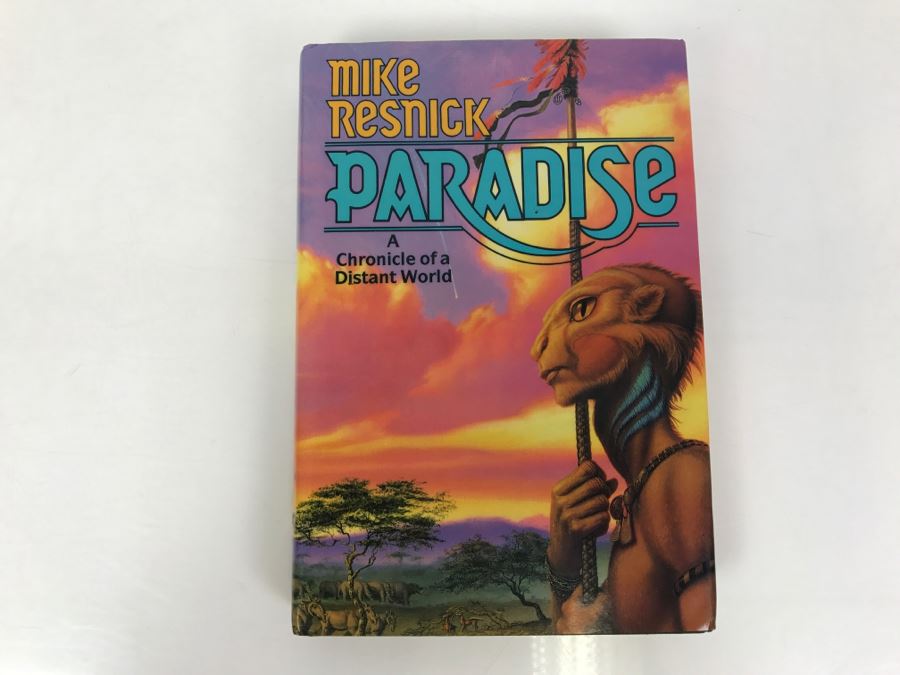 MIKE
RESNICK
PARADISE
A
Chronicle of a
Distant World